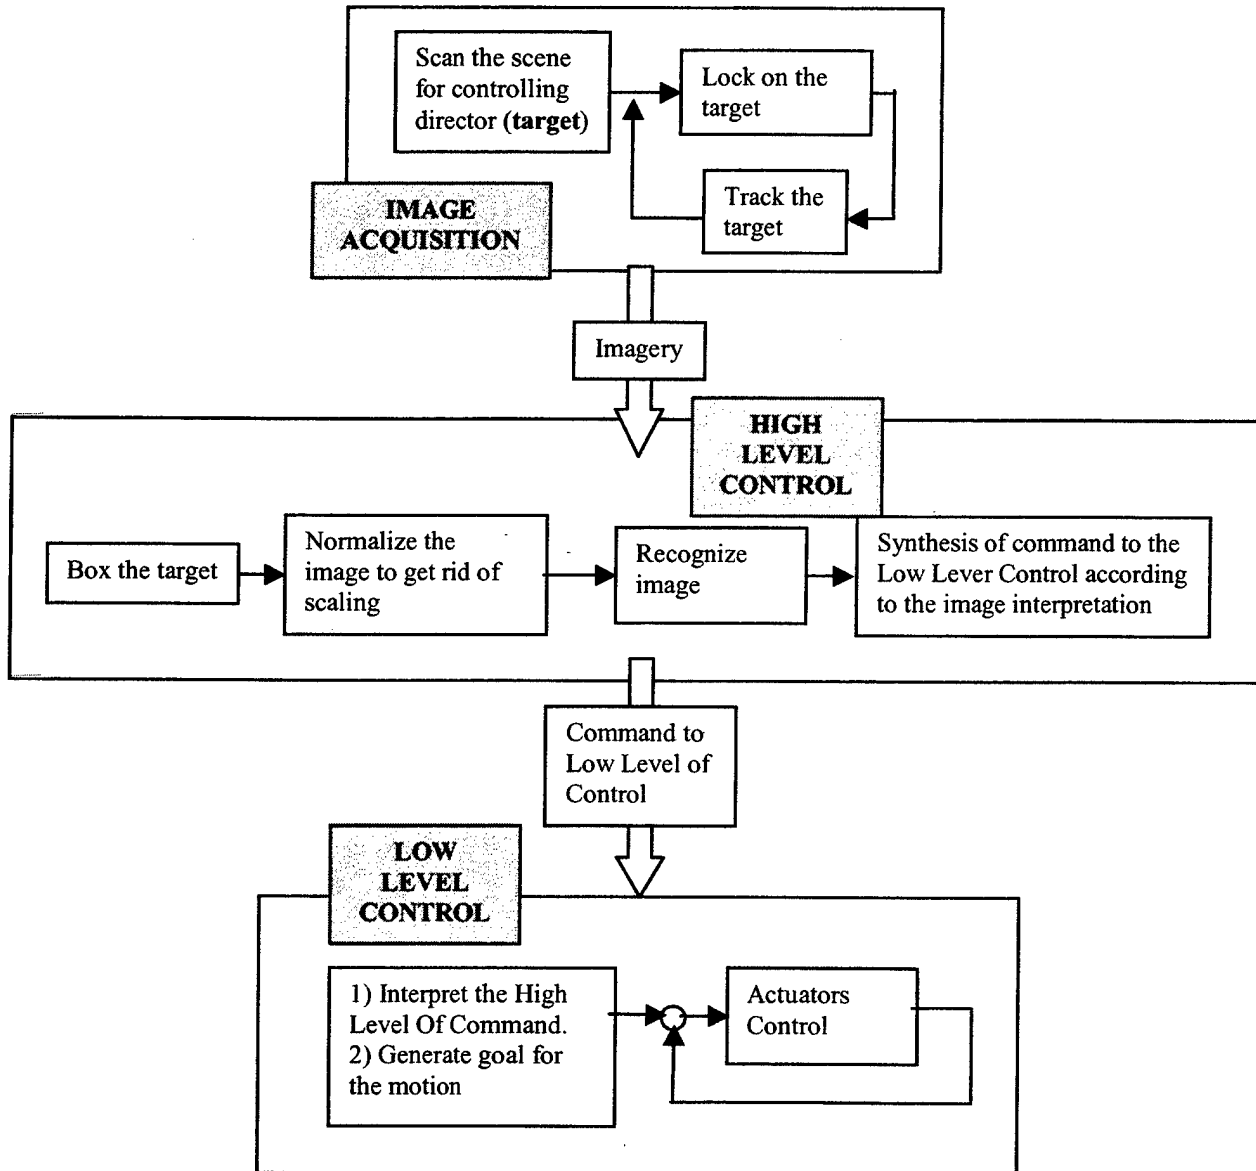 Scan the scene
for controlling
director (target)
Lock on the
target
Track the
target
IMAGE
ACQUISITION
Imagery
HIGH
LEVEL
CONTROL
Box the target
Normalize the
image to get rid of
scaling
Recognize
image
Synthesis of command to the
Low Lever Control according
to the image interpretation
Command to
Low Level of
Control
LOW
LEVEL
CONTROL
1) Interpret the High
Level Of Command.
2) Generate goal for
the motion
Actuators
Control